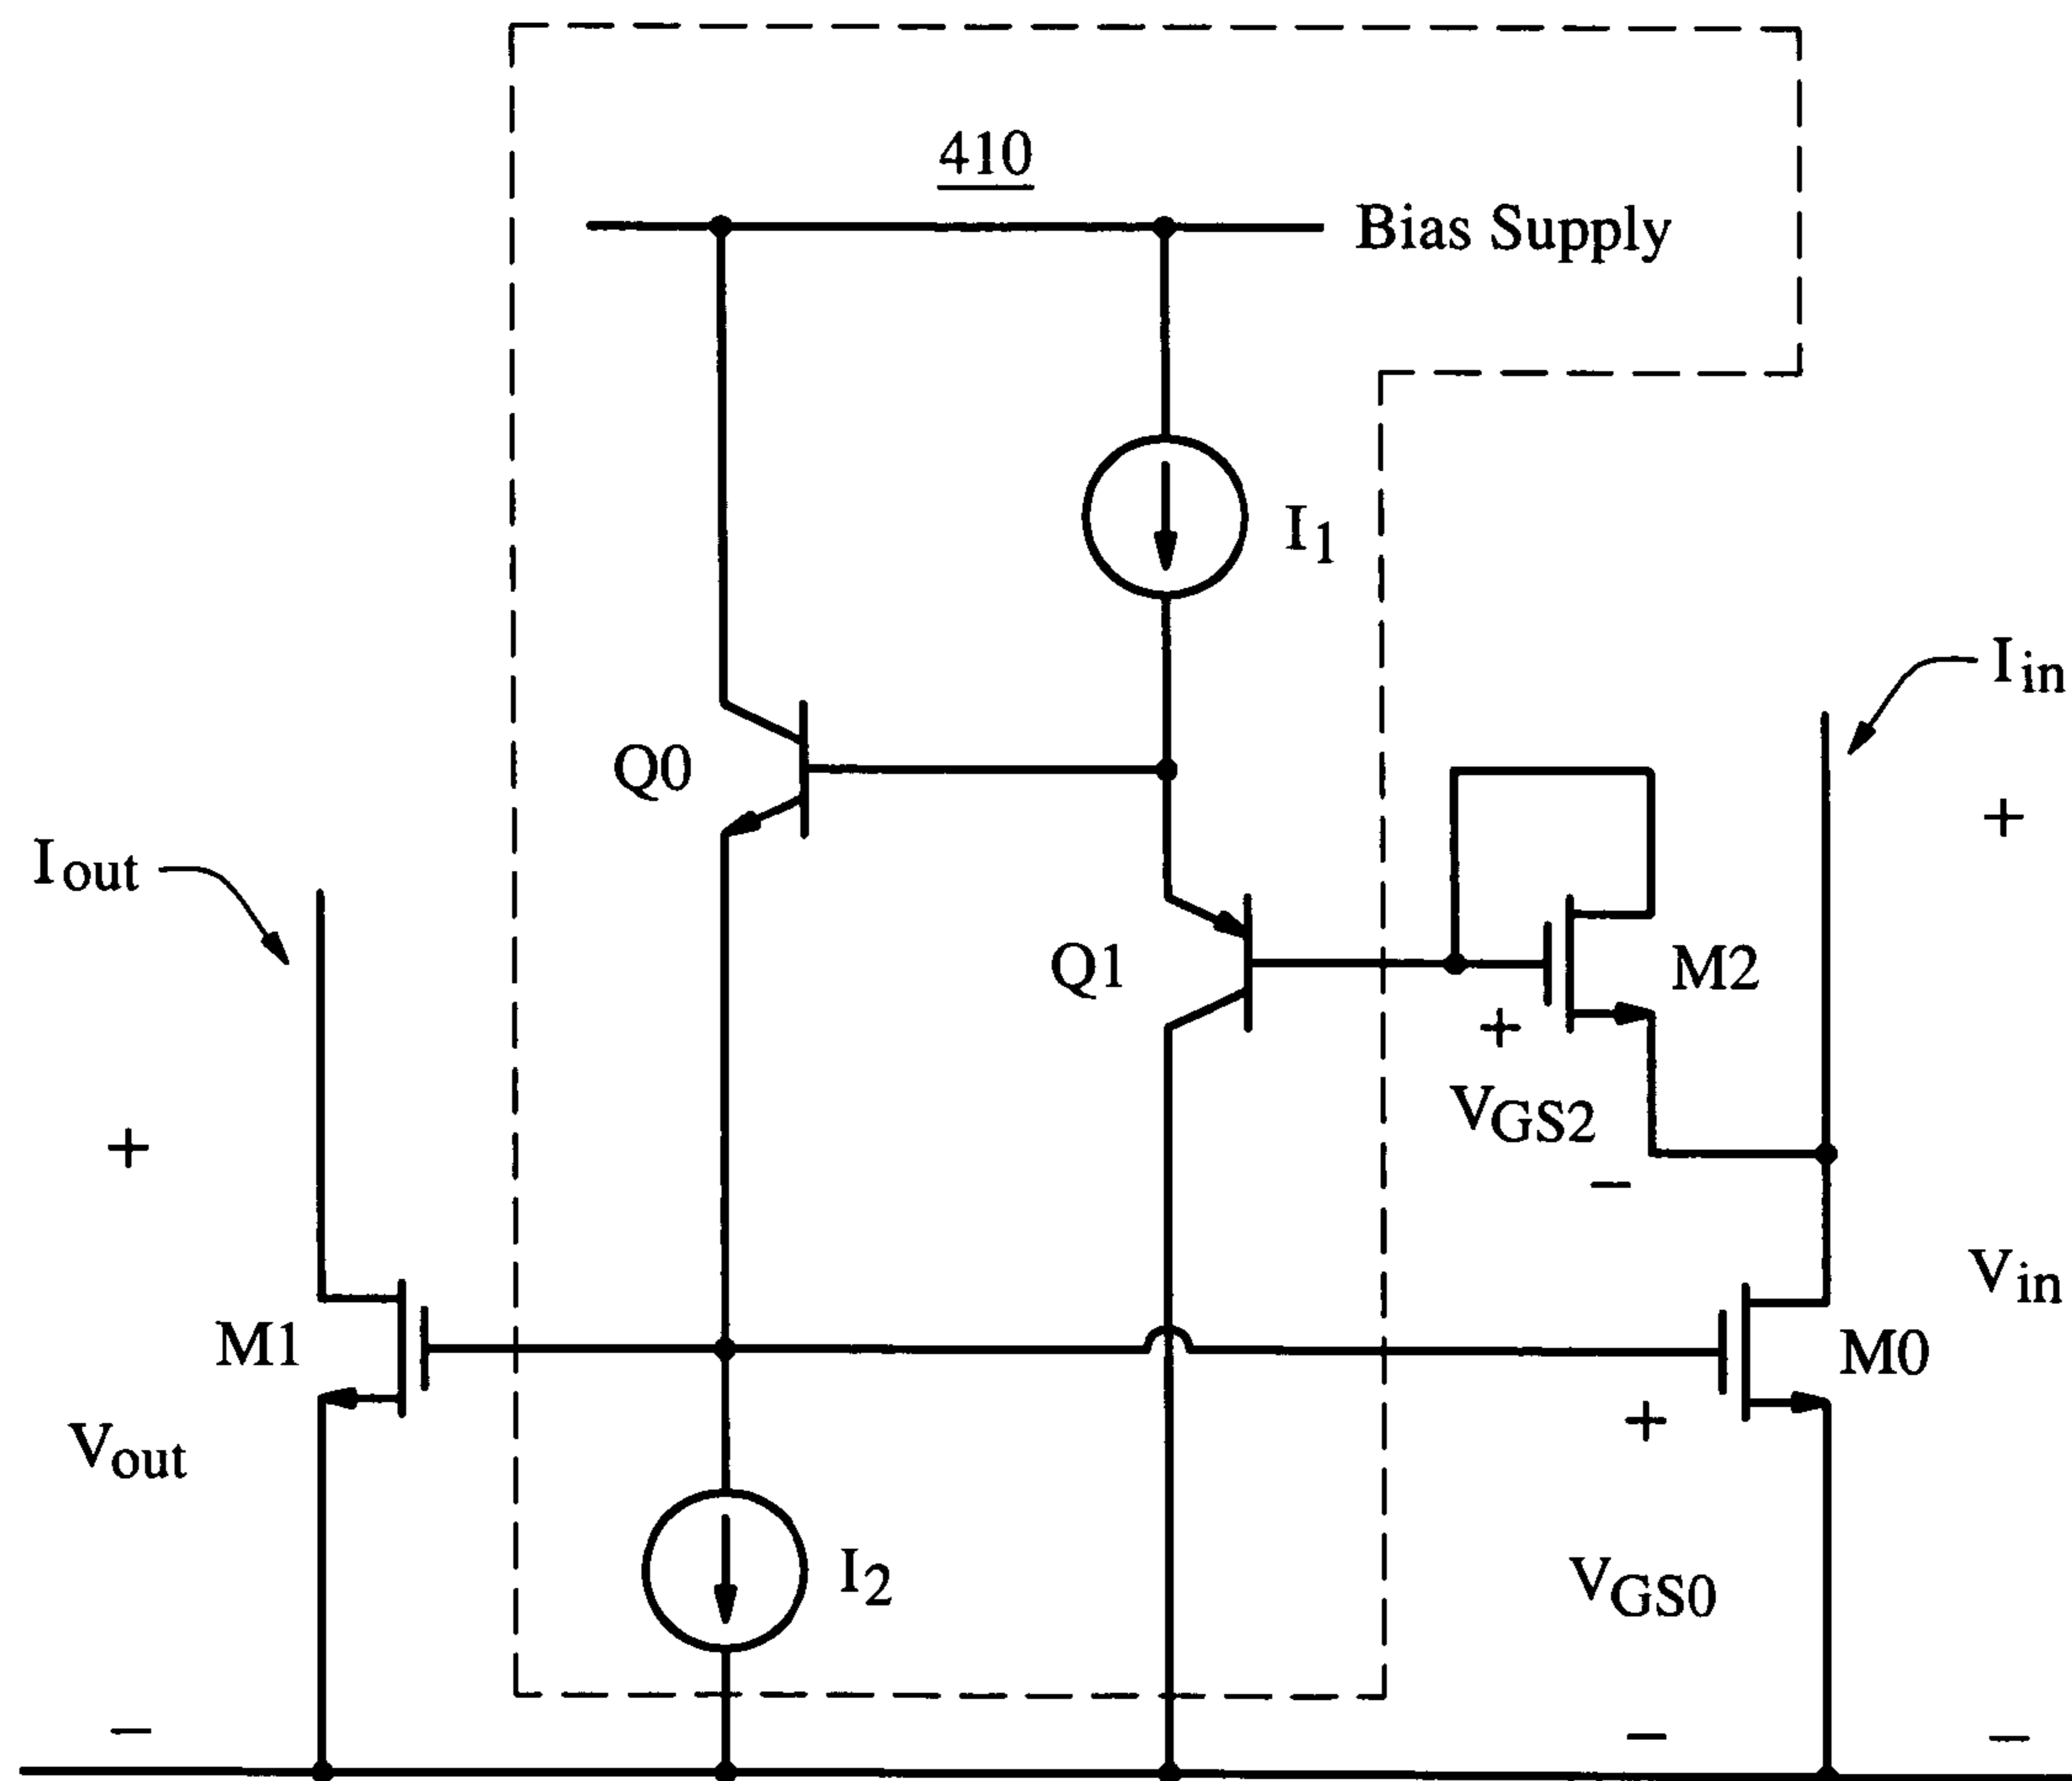 410
Bias Supply
I1
Iin
+
Q0
Iout
Q1
M2
+
VGS2
+
−
Vin
M1
M0
+
Vout
I2
VGS0
−
−
−